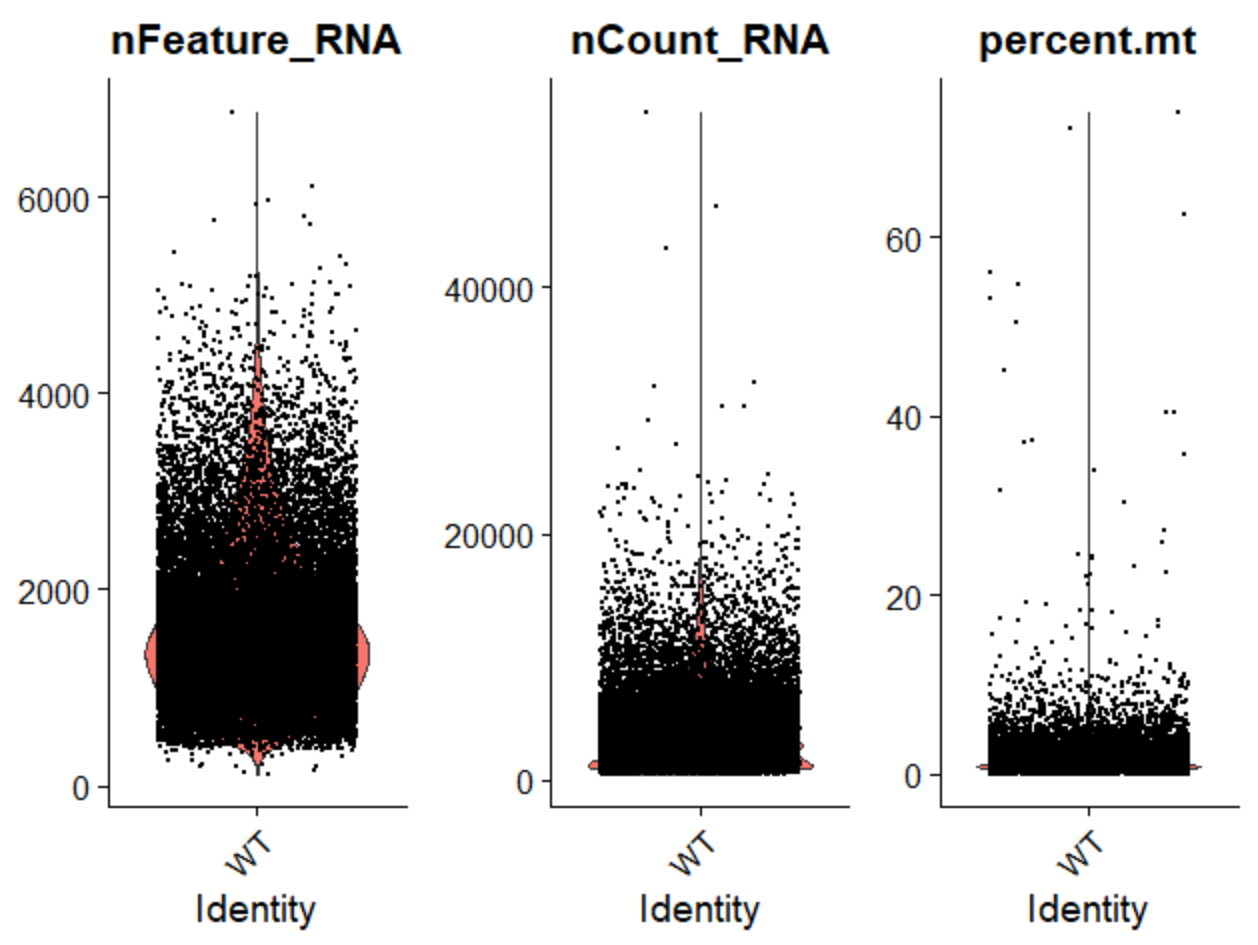 nFeature_RNA
6000
4000
2000
0
WT
Identity
nCount_RNA
40000
20000
0
WT
Identity
percent.mt
60
40
20
0
WT
Identity